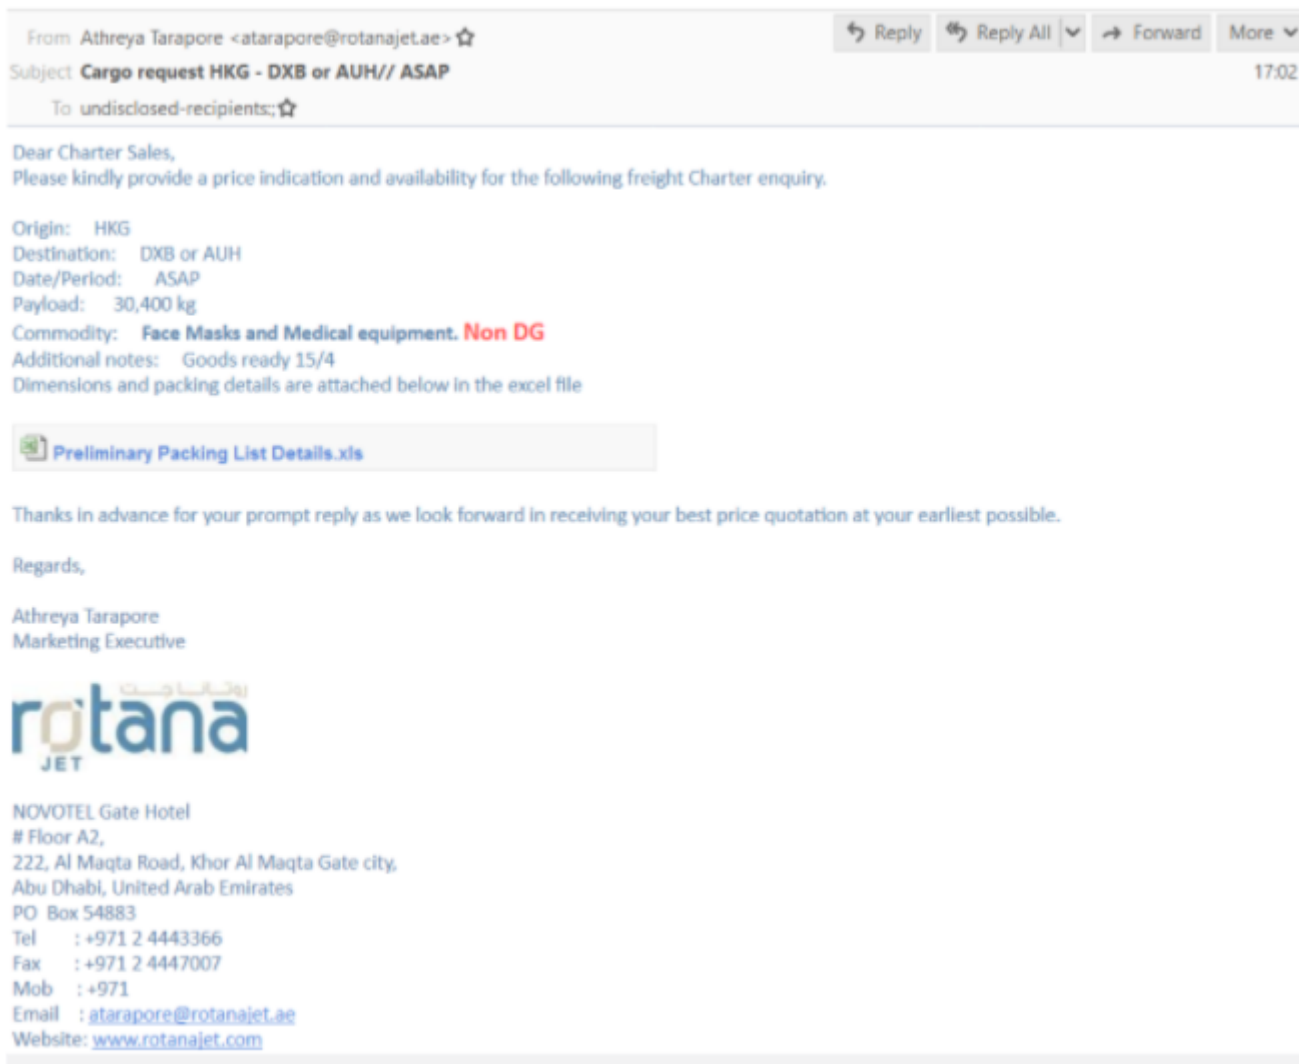 Reply Reply All Forward More
From Athreya Tarapore <atarapore@rotanajet.ae>
Subject Cargo request HKG - DXB or AUH// ASAP 17:02
To undisclosed-recipients:;
Dear Charter Sales,
Please kindly provide a price indication and availability for the following freight Charter enquiry.
Origin: HKG
Destination: DXB or AUH
Date/Period: ASAP
Payload: 30,400 kg
Commodity: Face Masks and Medical equipment. Non DG
Additional notes: Goods ready 15/4
Dimensions and packing details are attached below in the excel file
Preliminary Packing List Details.xls
Thanks in advance for your prompt reply as we look forward in receiving your best price quotation at your earliest possible.
Regards,
Athreya Tarapore
Marketing Executive
روتانا جت
rotana
JET
NOVOTEL Gate Hotel
# Floor A2,
222, Al Maqta Road, Khor Al Maqta Gate city,
Abu Dhabi, United Arab Emirates
PO Box 54883
Tel : +971 2 4443366
Fax : +971 2 4447007
Mob : +971
Email : atarapore@rotanajet.ae
Website: www.rotanajet.com